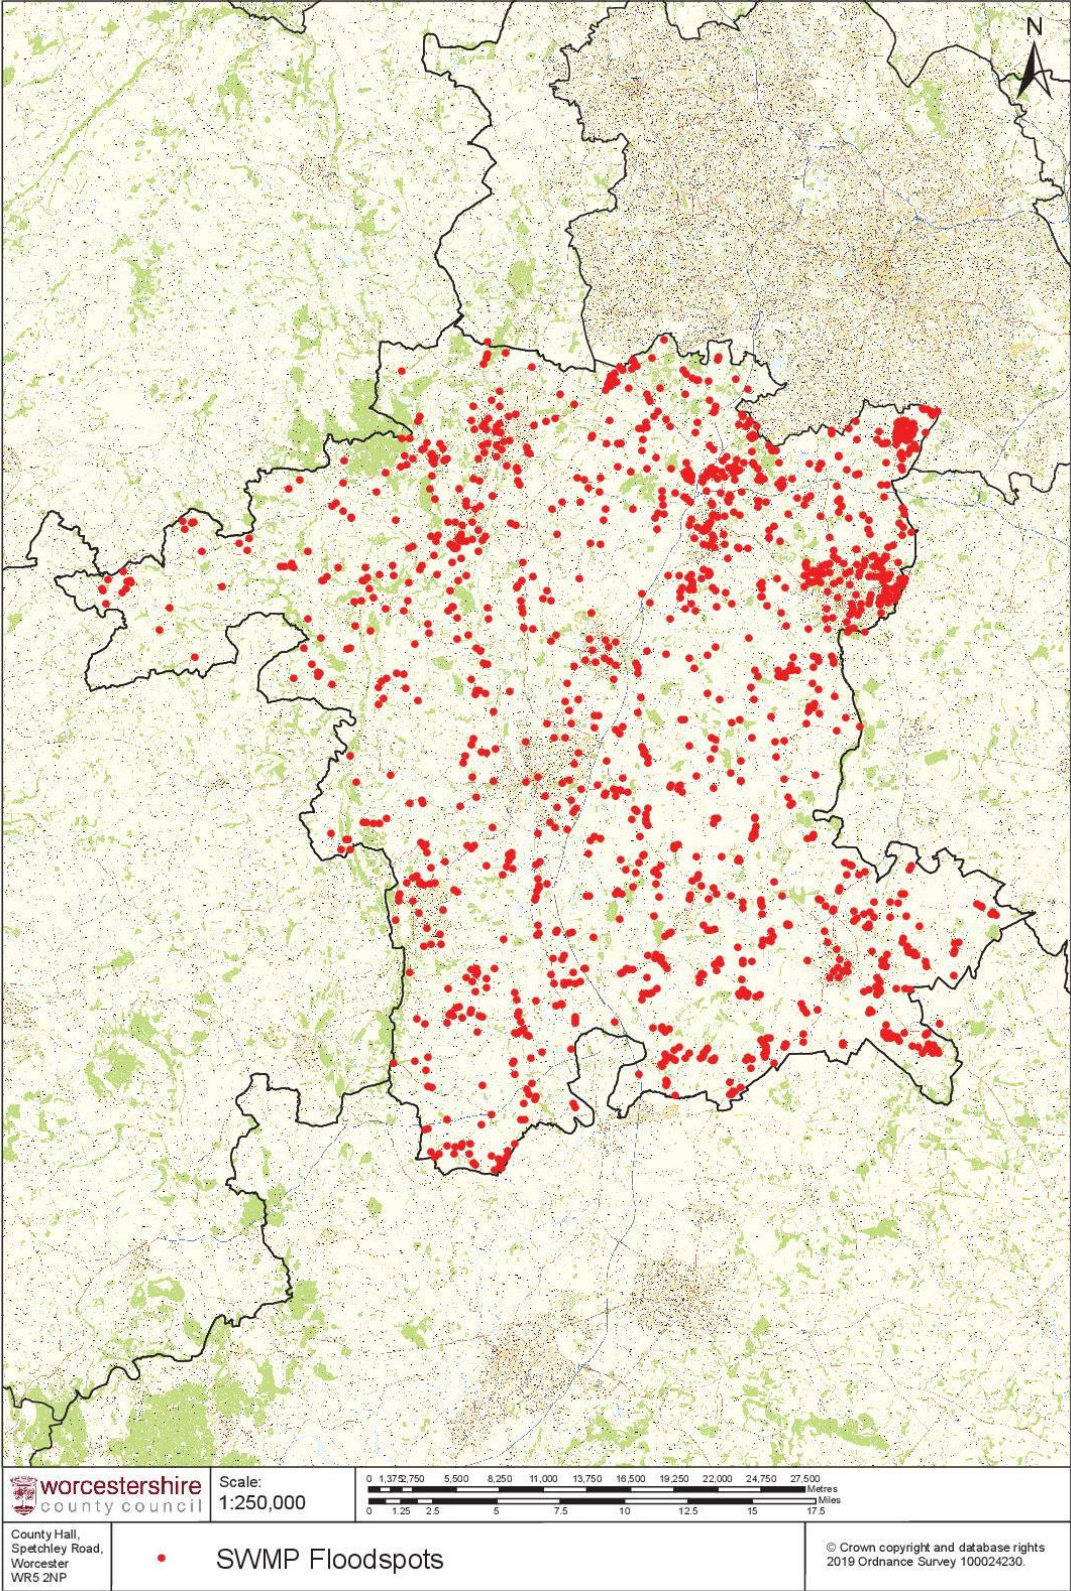 N
worcestershire
county council
Scale:
1:250,000
0 1,375 2,750 5,500 8,250 11,000 13,750 16,500 19,250 22,000 24,750 27,500
Metres
Miles
0 1.25 2.5 5 7.5 10 12.5 15 17.5
County Hall,
Spetchley Road,
Worcester
WR5 2NP
SWMP Floodspots
© Crown copyright and database rights
2019 Ordnance Survey 100024230.